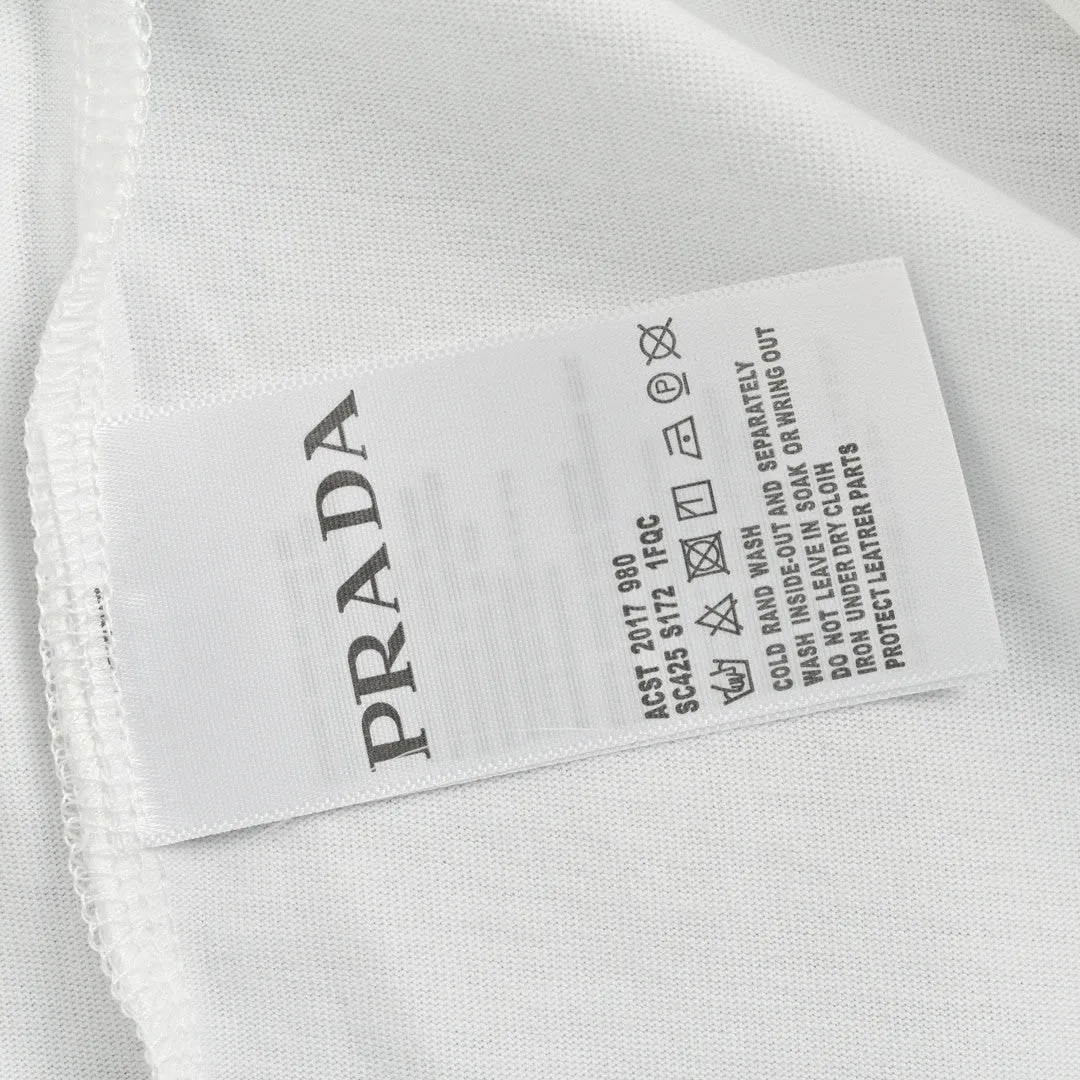 PRADA
ACST 2017 980
SC425 S172 1FQC
P
COLD RAND WASH
WASH INSIDE-OUT AND SEPARATELY
DO NOT LEAVE IN SOAK OR WRING OUT
IRON UNDER DRY CLOIH
PROTECT LEATRER PARTS